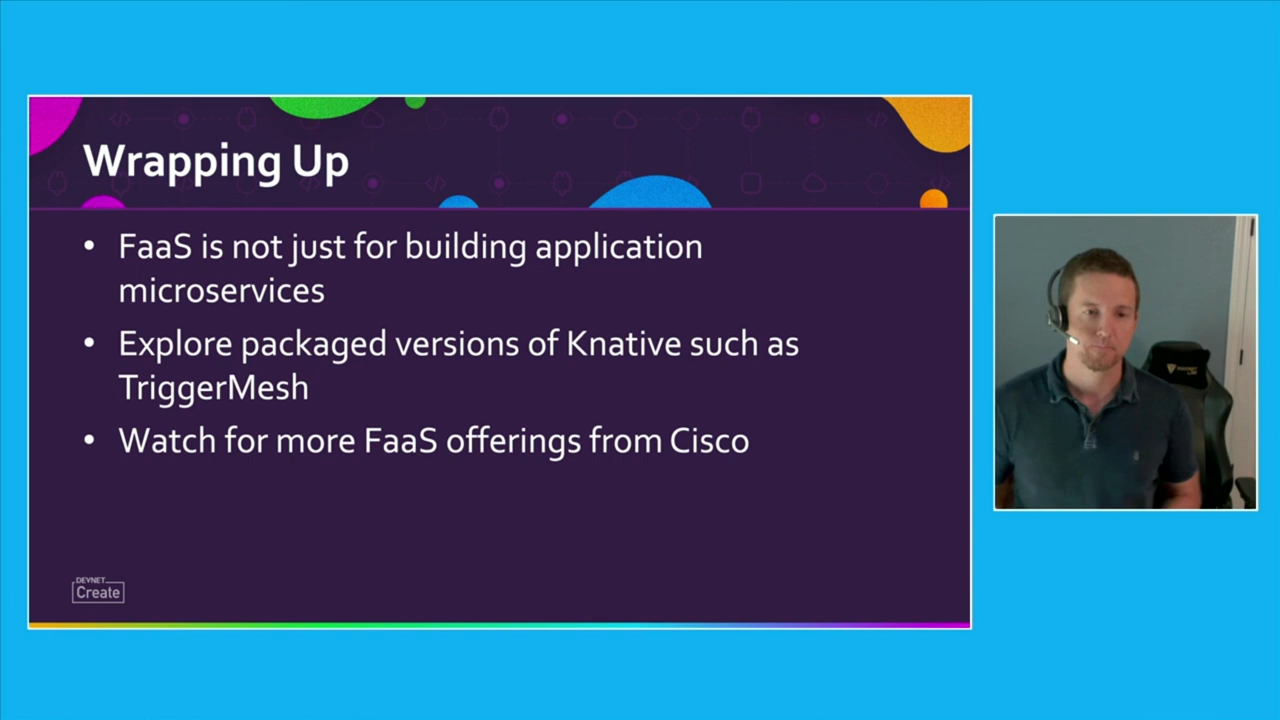 Wrapping Up
• FaaS is not just for building application
microservices
• Explore packaged versions of Knative such as
TriggerMesh
• Watch for more FaaS offerings from Cisco
DEVNET
Create